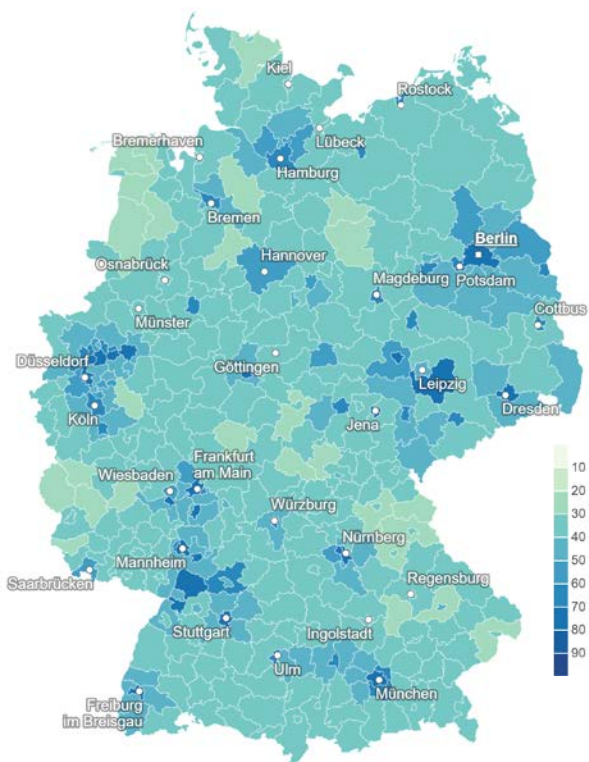 Kiel
Rostock
Bremerhaven
Lübeck
Hamburg
Bremen
Berlin
Hannover
Osnabrück
Magdeburg
Potsdam
Münster
Cottbus
Düsseldorf
Göttingen
Leipzig
Köln
Jena
Dresden
Wiesbaden
Frankfurt
am Main
10
20
30
40
50
60
70
80
90
Würzburg
Nürnberg
Mannheim
Saarbrücken
Regensburg
Stuttgart
Ingolstadt
Ulm
München
Freiburg
im Breisgau